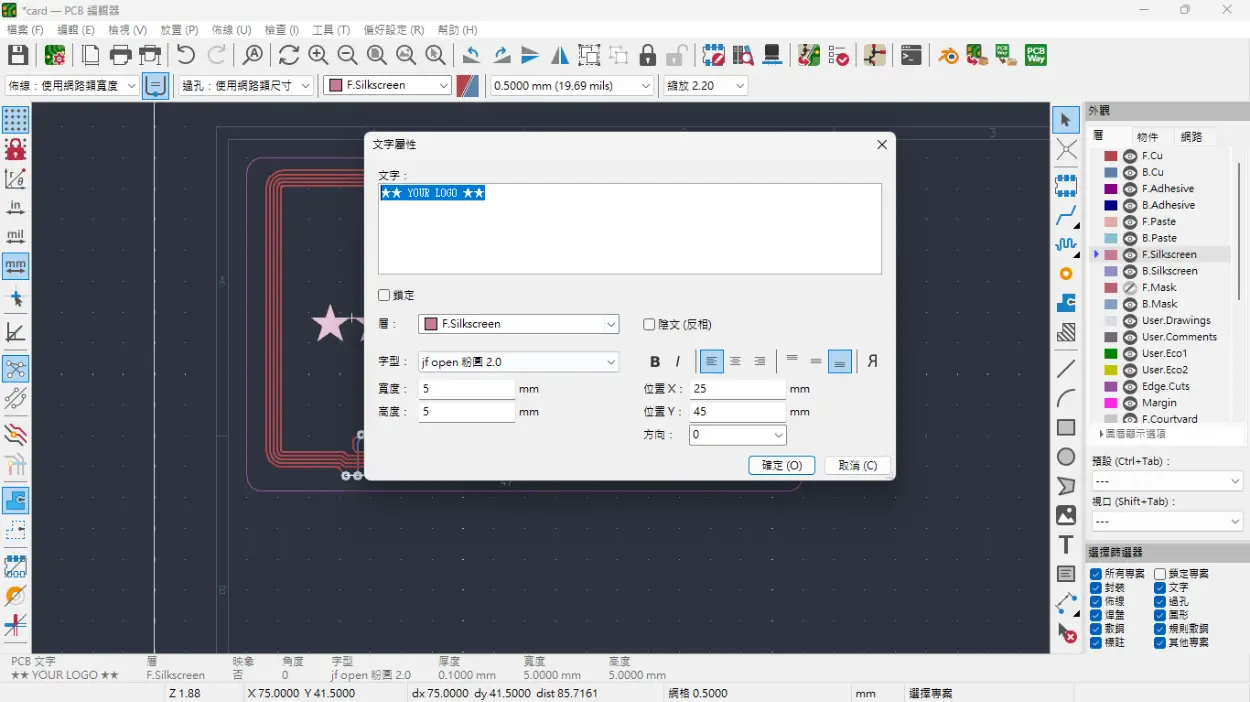 *card — PCB 編輯器
檔案 (F) 編輯 (E) 檢視 (V) 放置 (P) 佈線 (U) 檢查 (I) 工具 (T) 偏好設定 (R) 幫助 (H)
佈線：使用網路類寬度 過孔：使用網路類尺寸 F.Silkscreen 0.5000 mm (19.69 mils) 縮放 2.20
外觀
層 物件 網路
F.Cu
B.Cu
F.Adhesive
B.Adhesive
F.Paste
B.Paste
F.Silkscreen
B.Silkscreen
F.Mask
B.Mask
User.Drawings
User.Comments
User.Eco1
User.Eco2
Edge.Cuts
Margin
F.Courtyard
圖層顯示選項
預設 (Ctrl+Tab)：
---
視口 (Shift+Tab)：
---
選擇篩選器
所有專案 鎖定專案
封裝 文字
佈線 過孔
焊盤 圖形
敷銅 規則敷銅
標註 其他專案
in
mil
mm
3
A
B
47
文字屬性
文字：
★★ YOUR LOGO ★★
鎖定
層： F.Silkscreen 陰文 (反相)
字型： jf open 粉圓 2.0 B I Я
寬度： 5 mm 位置 X： 25 mm
高度： 5 mm 位置 Y： 45 mm
方向： 0
確定 (O) 取消 (C)
PCB 文字 層 映象 角度 字型 厚度 寬度 高度
★★ YOUR LOGO ★★ F.Silkscreen 否 0 jf open 粉圓 2.0 0.1000 mm 5.0000 mm 5.0000 mm
Z 1.88 X 75.0000 Y 41.5000 dx 75.0000 dy 41.5000 dist 85.7161 網格 0.5000 mm 選擇專案